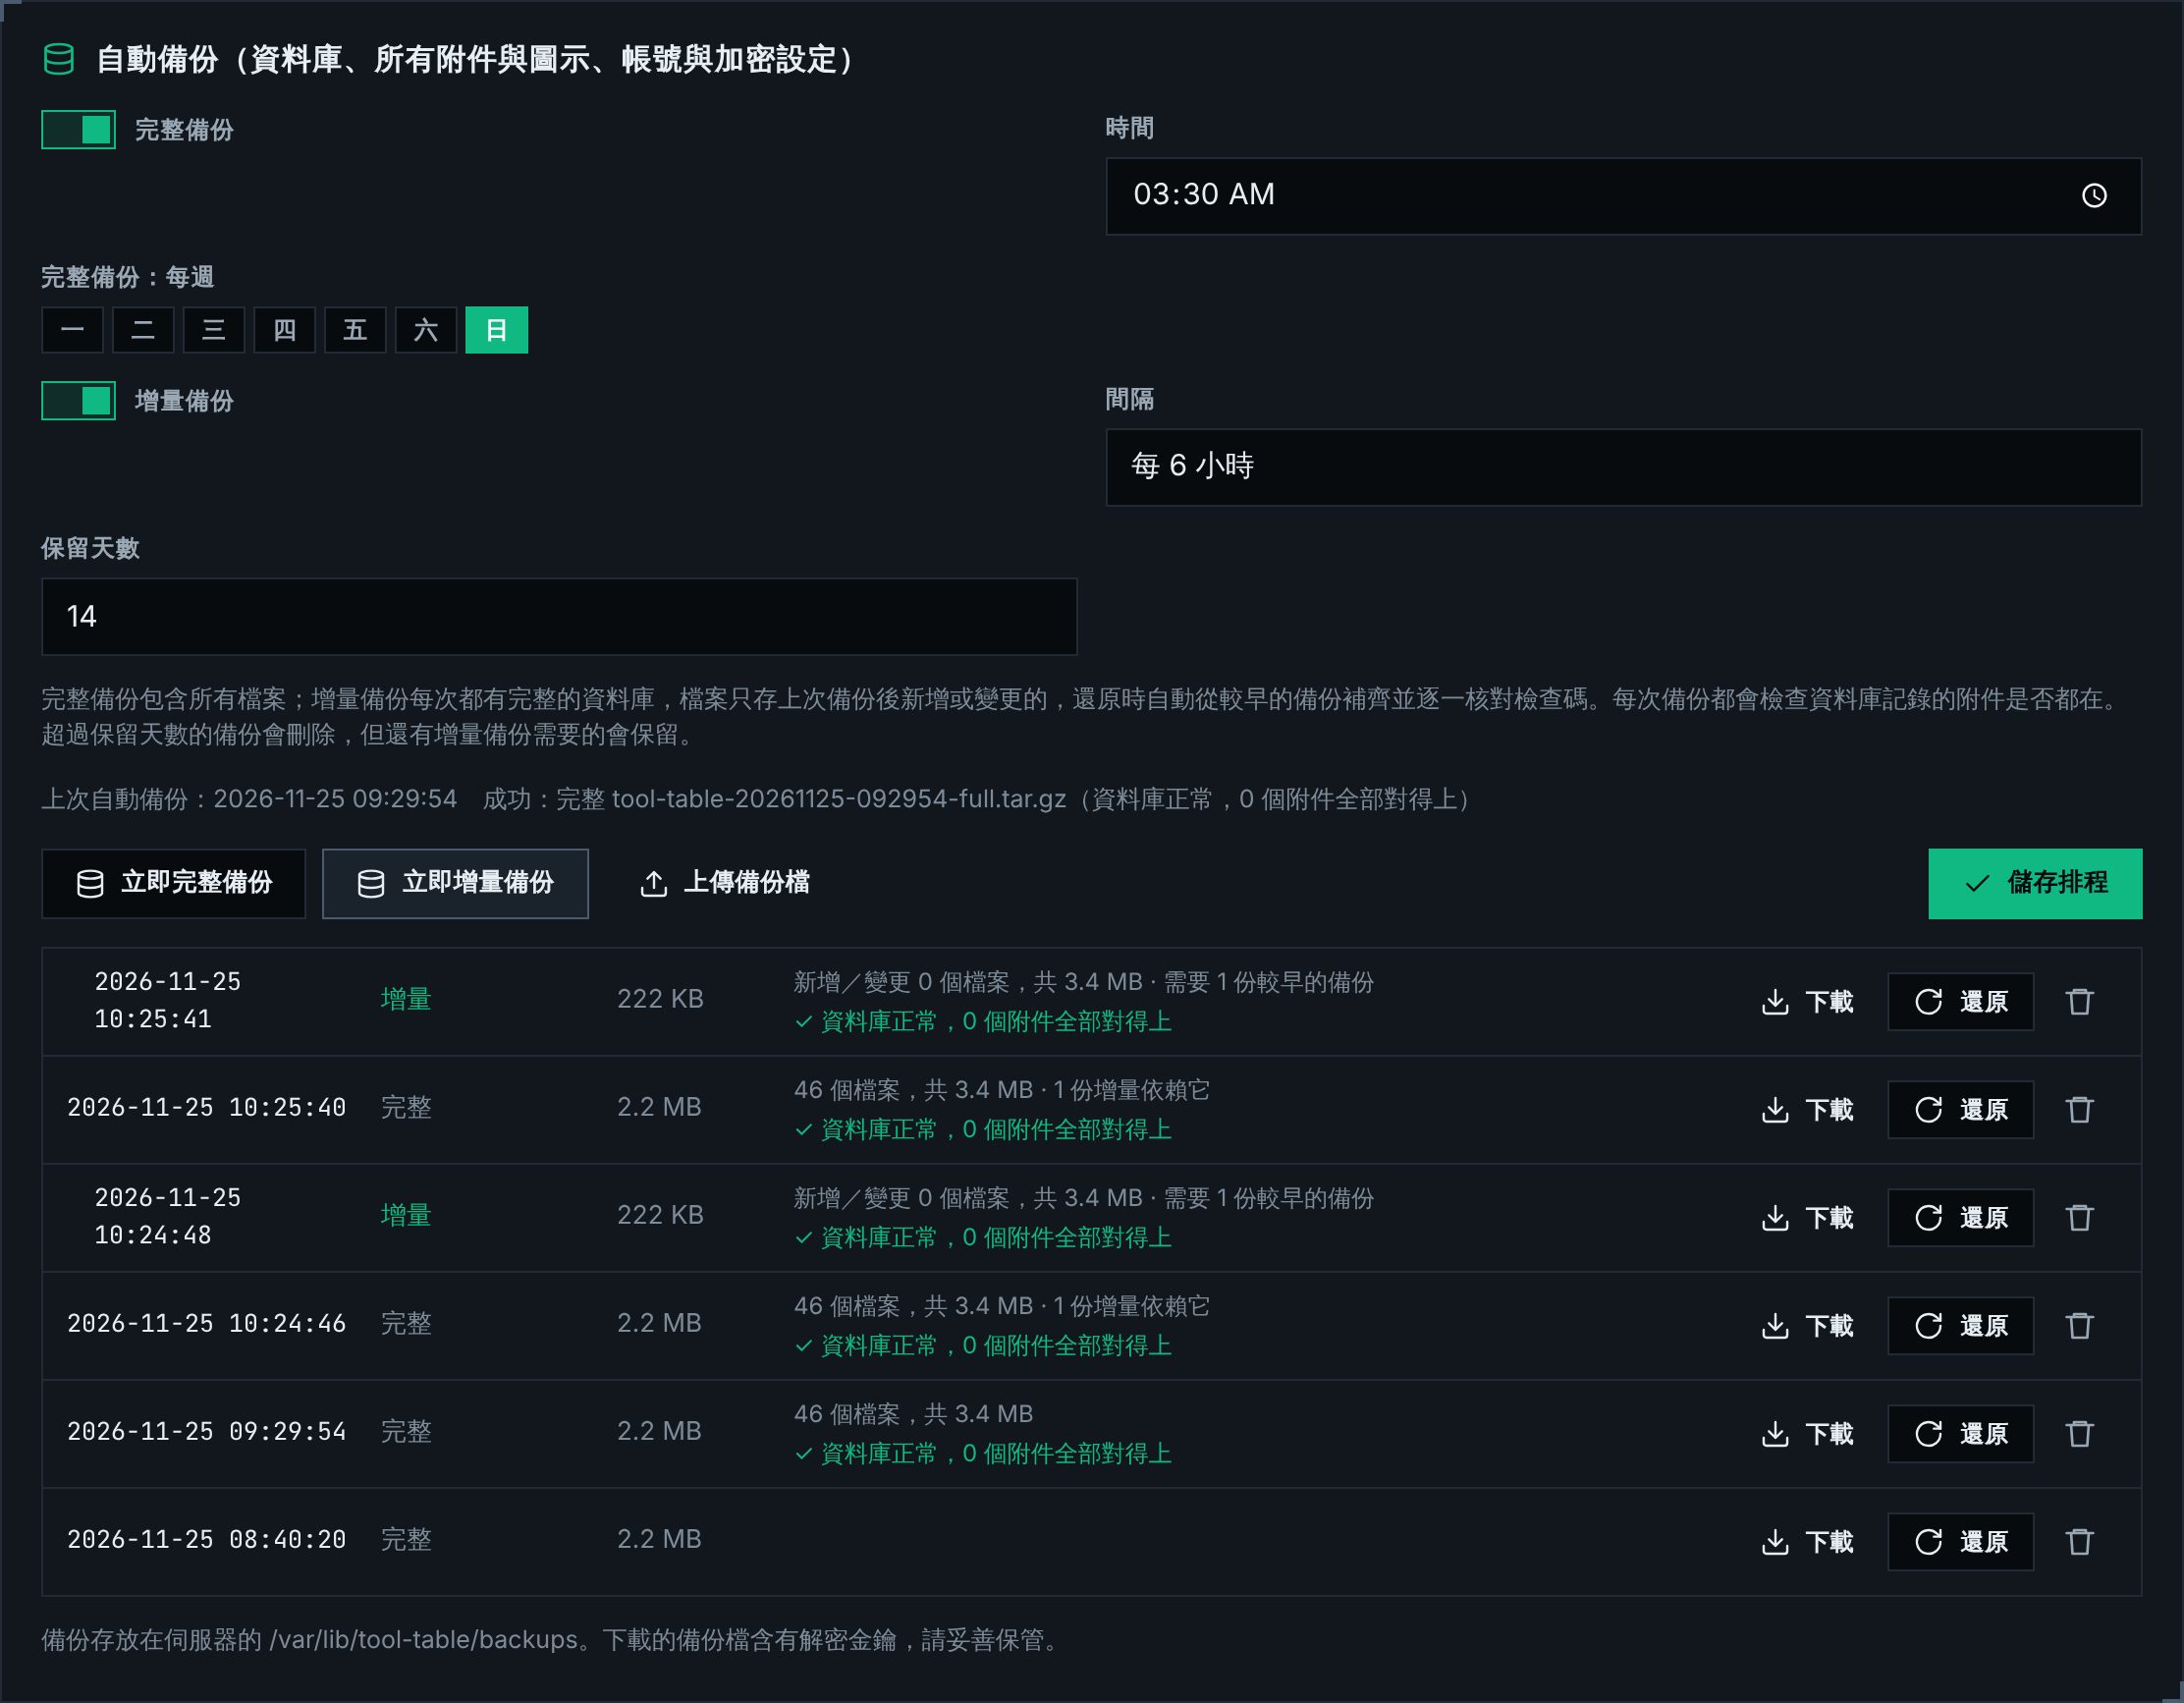 自動備份（資料庫、所有附件與圖示、帳號與加密設定）
完整備份
時間
03:30 AM
完整備份：每週
一 二 三 四 五 六 日
增量備份
間隔
每 6 小時
保留天數
14
完整備份包含所有檔案；增量備份每次都有完整的資料庫，檔案只存上次備份後新增或變更的，還原時自動從較早的備份補齊並逐一核對檢查碼。每次備份都會檢查資料庫記錄的附件是否都在。
超過保留天數的備份會刪除，但還有增量備份需要的會保留。
上次自動備份：2026-11-25 09:29:54 成功：完整 tool-table-20261125-092954-full.tar.gz（資料庫正常，0 個附件全部對得上）
立即完整備份 立即增量備份 上傳備份檔 儲存排程
2026-11-25
10:25:41
增量 222 KB
新增／變更 0 個檔案，共 3.4 MB · 需要 1 份較早的備份
✓ 資料庫正常，0 個附件全部對得上
下載 還原
2026-11-25 10:25:40 完整 2.2 MB
46 個檔案，共 3.4 MB · 1 份增量依賴它
✓ 資料庫正常，0 個附件全部對得上
下載 還原
2026-11-25
10:24:48
增量 222 KB
新增／變更 0 個檔案，共 3.4 MB · 需要 1 份較早的備份
✓ 資料庫正常，0 個附件全部對得上
下載 還原
2026-11-25 10:24:46 完整 2.2 MB
46 個檔案，共 3.4 MB · 1 份增量依賴它
✓ 資料庫正常，0 個附件全部對得上
下載 還原
2026-11-25 09:29:54 完整 2.2 MB
46 個檔案，共 3.4 MB
✓ 資料庫正常，0 個附件全部對得上
下載 還原
2026-11-25 08:40:20 完整 2.2 MB
下載 還原
備份存放在伺服器的 /var/lib/tool-table/backups。下載的備份檔含有解密金鑰，請妥善保管。